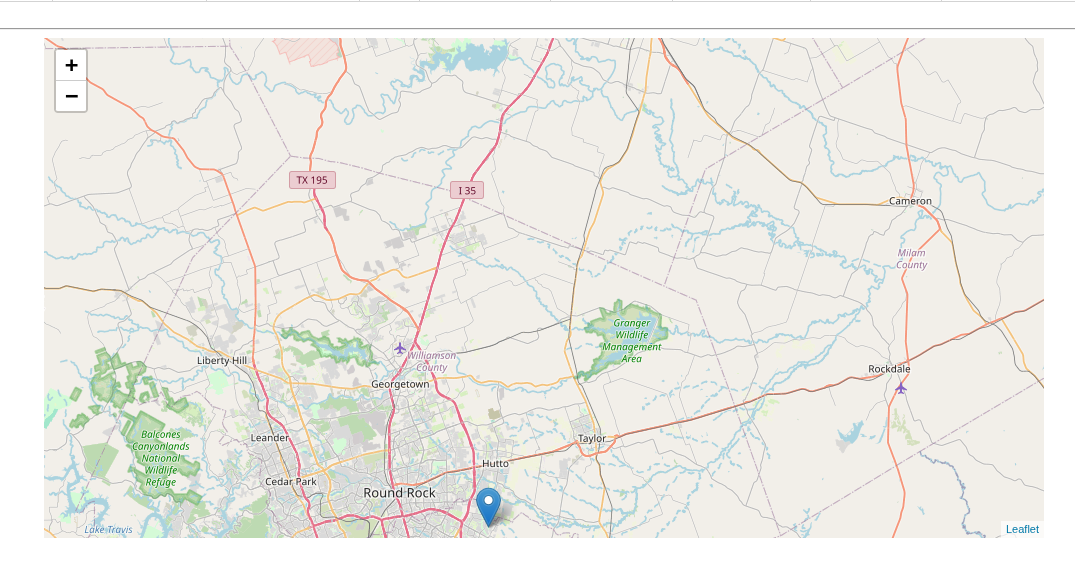 +
−
TX 195
I 35
Cameron
Milam
County
Granger
Wildlife
Management
Area
Williamson
County
Liberty Hill
Georgetown
Rockdale
Balcones
Canyonlands
National
Wildlife
Refuge
Leander
Taylor
Hutto
Cedar Park
Round Rock
Lake Travis
Leaflet